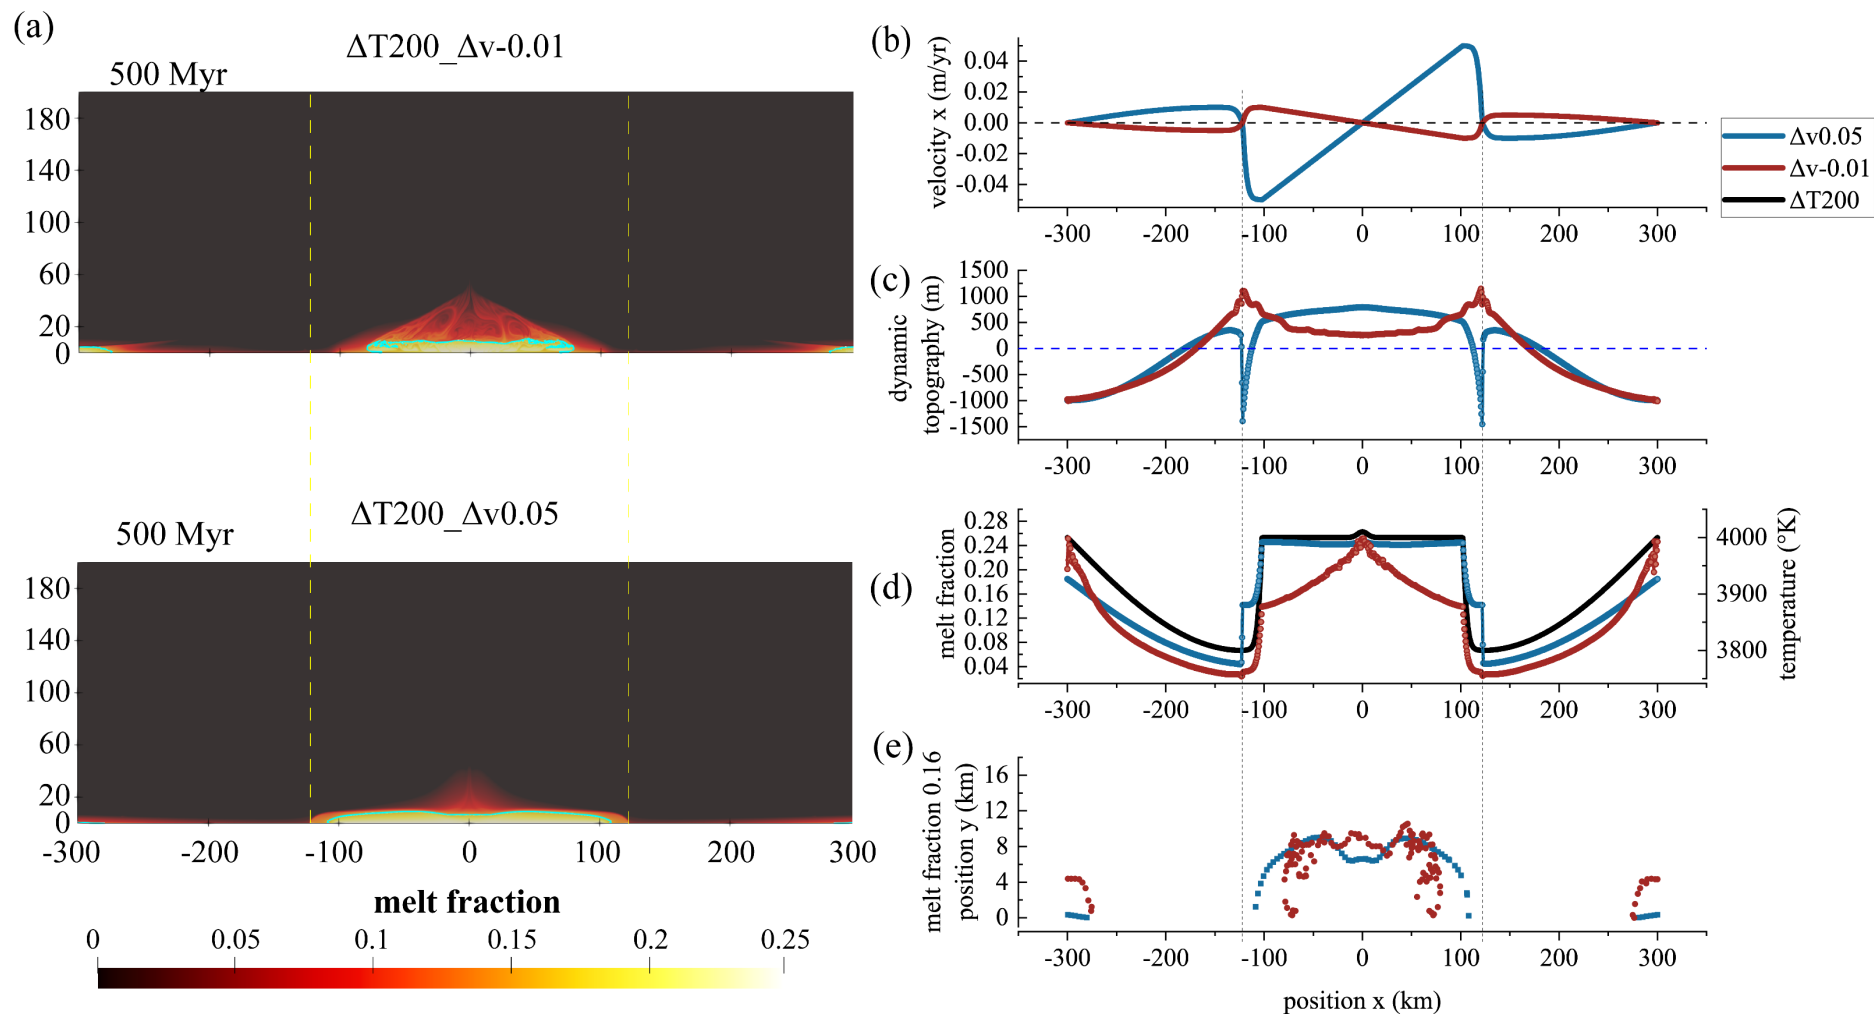 (a)
ΔT200_Δv-0.01
500 Myr
180
140
100
60
20
0
ΔT200_Δv0.05
500 Myr
180
140
100
60
20
0
-300 -200 -100 0 100 200 300
melt fraction
0 0.05 0.1 0.15 0.2 0.25
(b)
velocity x (m/yr)
0.04
0.02
0.00
-0.02
-0.04
-300 -200 -100 0 100 200 300
Δv0.05
Δv-0.01
ΔT200
(c)
dynamic
topography (m)
1500
1000
500
0
-500
-1000
-1500
-300 -200 -100 0 100 200 300
(d)
melt fraction
0.28
0.24
0.20
0.16
0.12
0.08
0.04
4000
3900
3800
temperature (°K)
-300 -200 -100 0 100 200 300
(e)
melt fraction 0.16
position y (km)
16
12
8
4
0
-300 -200 -100 0 100 200 300
position x (km)